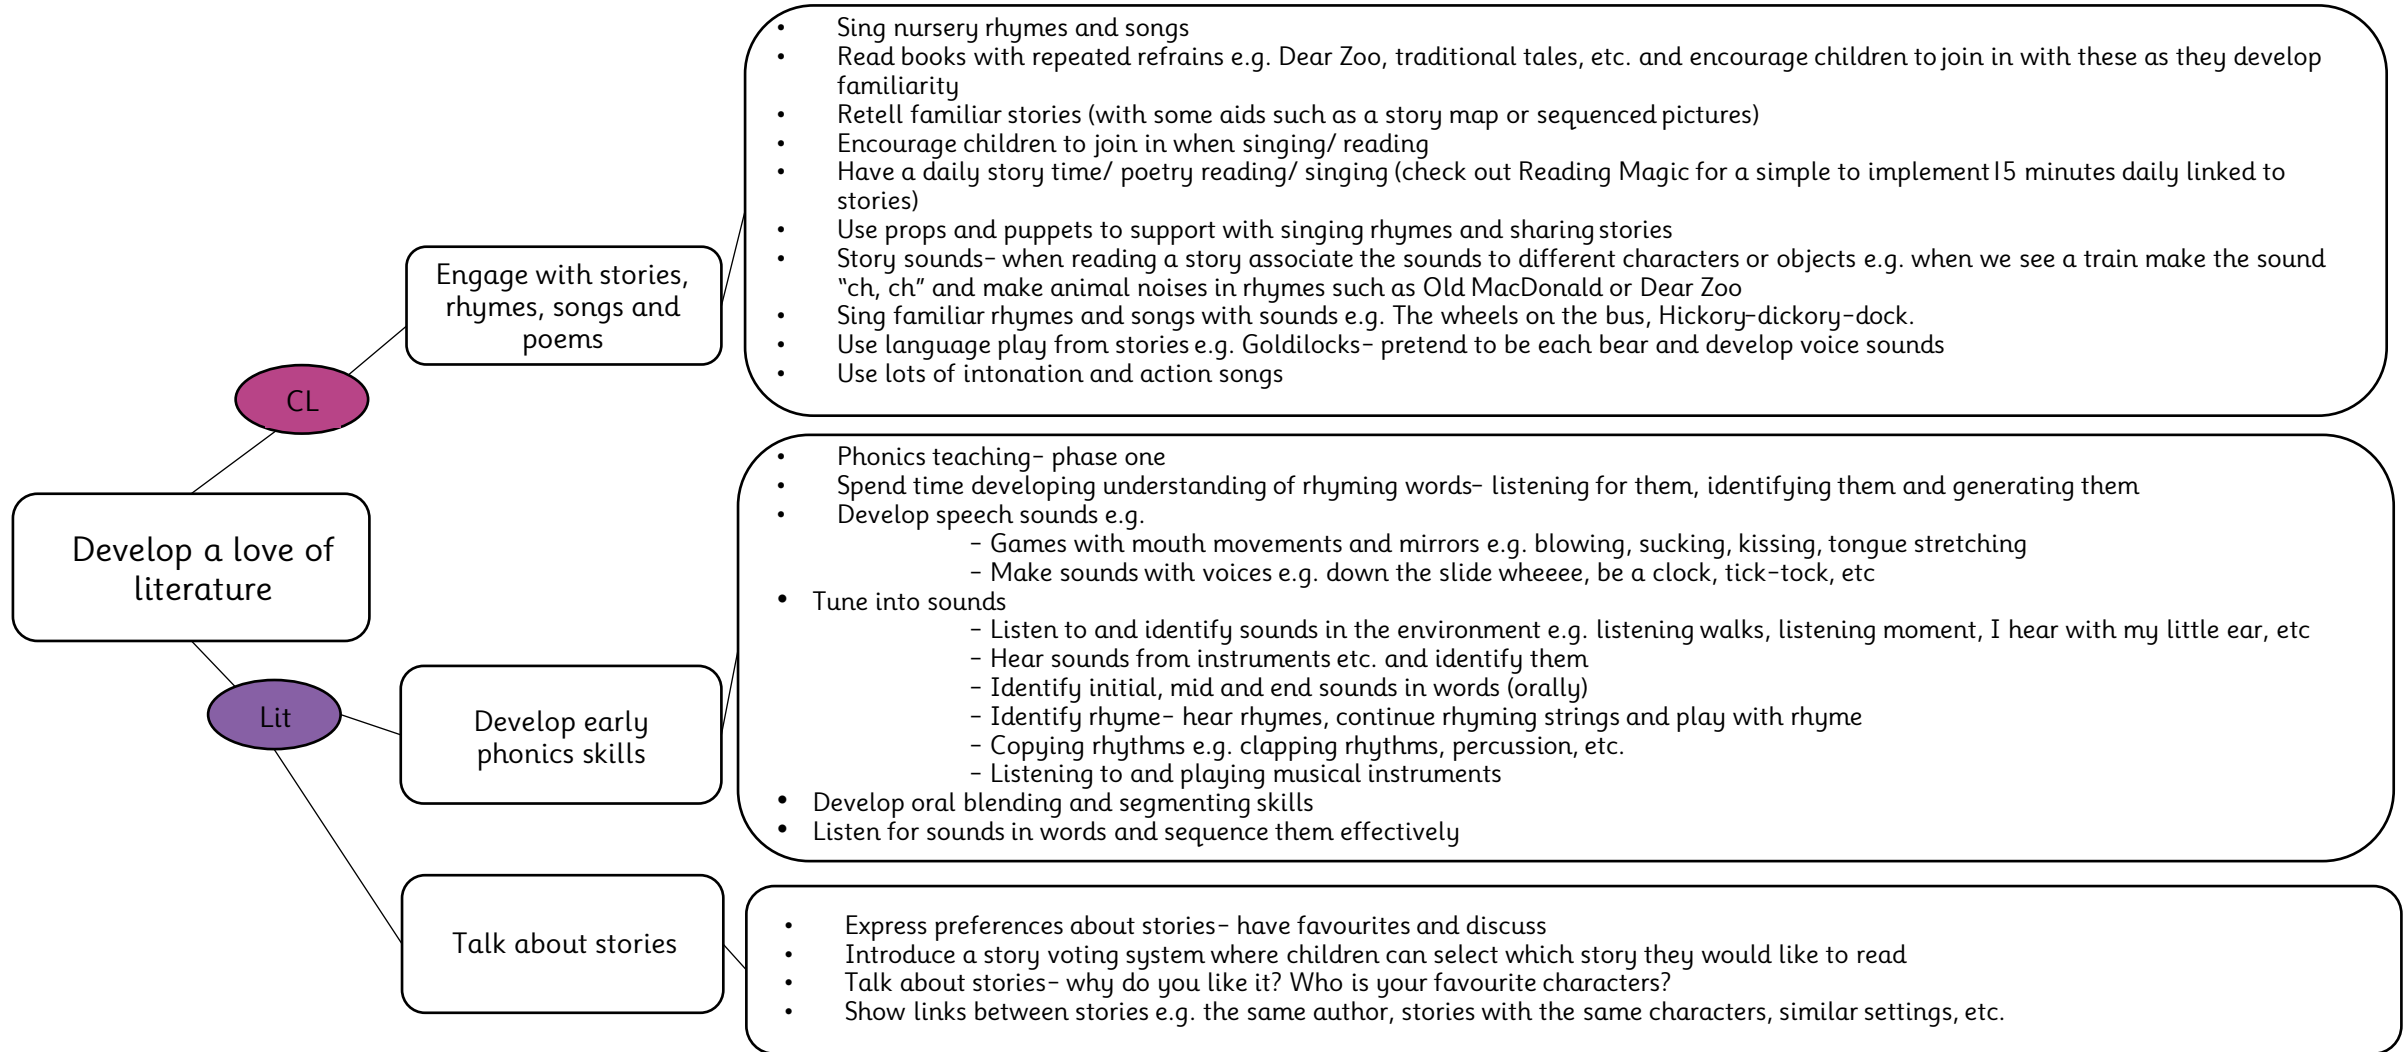 Develop a love of
literature
CL
Engage with stories,
rhymes, songs and
poems
• Sing nursery rhymes and songs
• Read books with repeated refrains e.g. Dear Zoo, traditional tales, etc. and encourage children to join in with these as they develop
familiarity
• Retell familiar stories (with some aids such as a story map or sequenced pictures)
• Encourage children to join in when singing/ reading
• Have a daily story time/ poetry reading/ singing (check out Reading Magic for a simple to implement 15 minutes daily linked to
stories)
• Use props and puppets to support with singing rhymes and sharing stories
• Story sounds– when reading a story associate the sounds to different characters or objects e.g. when we see a train make the sound
“ch, ch” and make animal noises in rhymes such as Old MacDonald or Dear Zoo
• Sing familiar rhymes and songs with sounds e.g. The wheels on the bus, Hickory-dickory-dock.
• Use language play from stories e.g. Goldilocks– pretend to be each bear and develop voice sounds
• Use lots of intonation and action songs
Lit
Develop early
phonics skills
• Phonics teaching– phase one
• Spend time developing understanding of rhyming words– listening for them, identifying them and generating them
• Develop speech sounds e.g.
– Games with mouth movements and mirrors e.g. blowing, sucking, kissing, tongue stretching
– Make sounds with voices e.g. down the slide wheeee, be a clock, tick-tock, etc
• Tune into sounds
– Listen to and identify sounds in the environment e.g. listening walks, listening moment, I hear with my little ear, etc
– Hear sounds from instruments etc. and identify them
– Identify initial, mid and end sounds in words (orally)
– Identify rhyme– hear rhymes, continue rhyming strings and play with rhyme
– Copying rhythms e.g. clapping rhythms, percussion, etc.
– Listening to and playing musical instruments
• Develop oral blending and segmenting skills
• Listen for sounds in words and sequence them effectively
Talk about stories
• Express preferences about stories– have favourites and discuss
• Introduce a story voting system where children can select which story they would like to read
• Talk about stories– why do you like it? Who is your favourite characters?
• Show links between stories e.g. the same author, stories with the same characters, similar settings, etc.